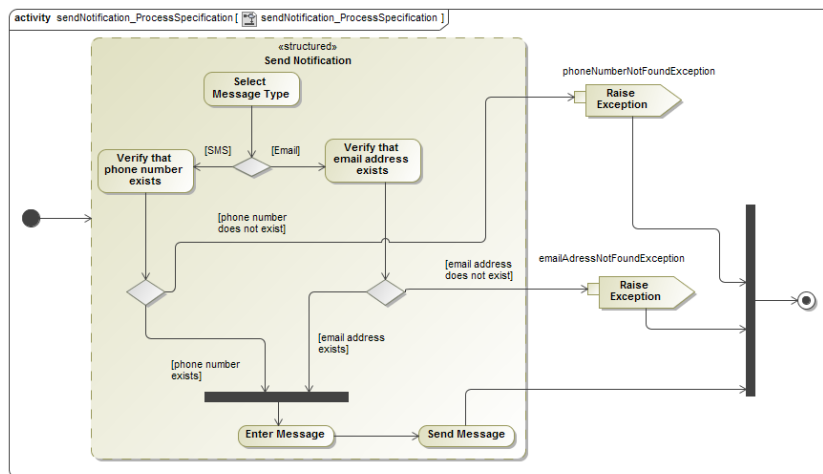 activity sendNotification_ProcessSpecification [ sendNotification_ProcessSpecification ]
«structured»
Send Notification
Select
Message Type
phoneNumberNotFoundException
Raise
Exception
[SMS]
[Email]
Verify that
phone number
exists
Verify that
email address
exists
[phone number
does not exist]
[email address
does not exist]
emailAdressNotFoundException
Raise
Exception
[email address
exists]
[phone number
exists]
Enter Message
Send Message